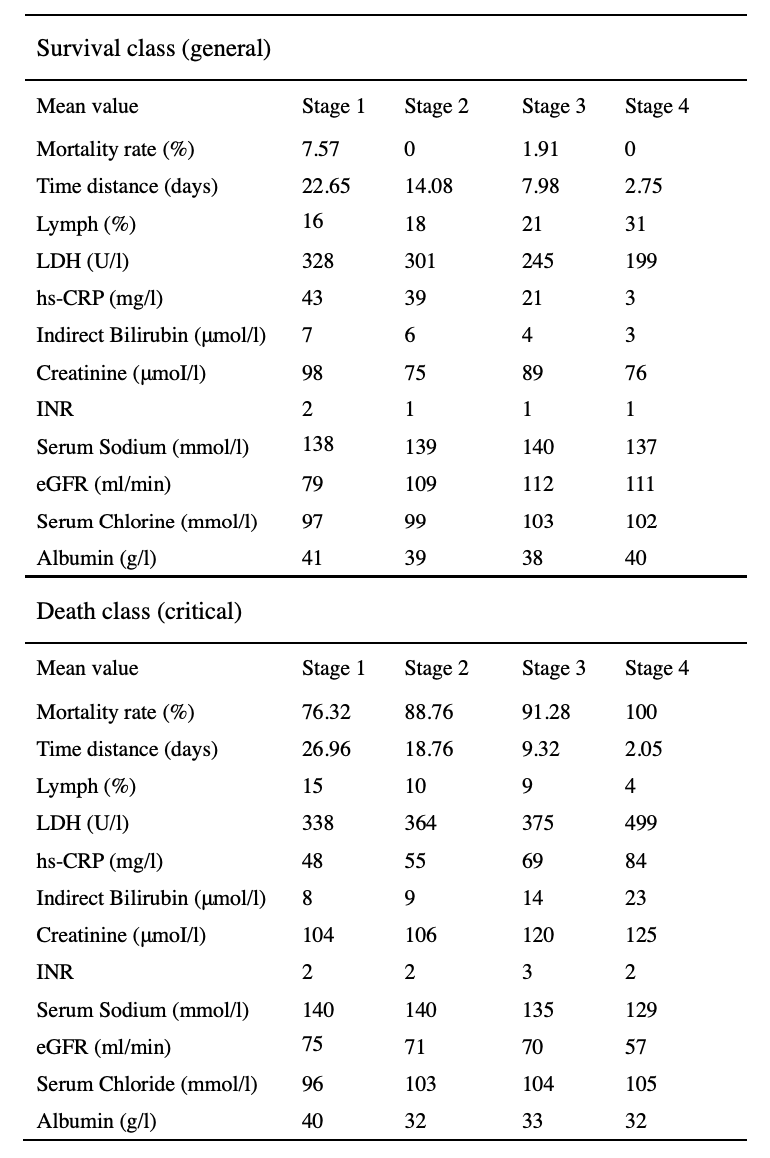 Survival class (general)
Mean value Stage 1 Stage 2 Stage 3 Stage 4
Mortality rate (%) 7.57 0 1.91 0
Time distance (days) 22.65 14.08 7.98 2.75
Lymph (%) 16 18 21 31
LDH (U/l) 328 301 245 199
hs-CRP (mg/l) 43 39 21 3
Indirect Bilirubin (μmol/l) 7 6 4 3
Creatinine (μmoI/l) 98 75 89 76
INR 2 1 1 1
Serum Sodium (mmol/l) 138 139 140 137
eGFR (ml/min) 79 109 112 111
Serum Chlorine (mmol/l) 97 99 103 102
Albumin (g/l) 41 39 38 40
Death class (critical)
Mean value Stage 1 Stage 2 Stage 3 Stage 4
Mortality rate (%) 76.32 88.76 91.28 100
Time distance (days) 26.96 18.76 9.32 2.05
Lymph (%) 15 10 9 4
LDH (U/l) 338 364 375 499
hs-CRP (mg/l) 48 55 69 84
Indirect Bilirubin (μmol/l) 8 9 14 23
Creatinine (μmoI/l) 104 106 120 125
INR 2 2 3 2
Serum Sodium (mmol/l) 140 140 135 129
eGFR (ml/min) 75 71 70 57
Serum Chloride (mmol/l) 96 103 104 105
Albumin (g/l) 40 32 33 32